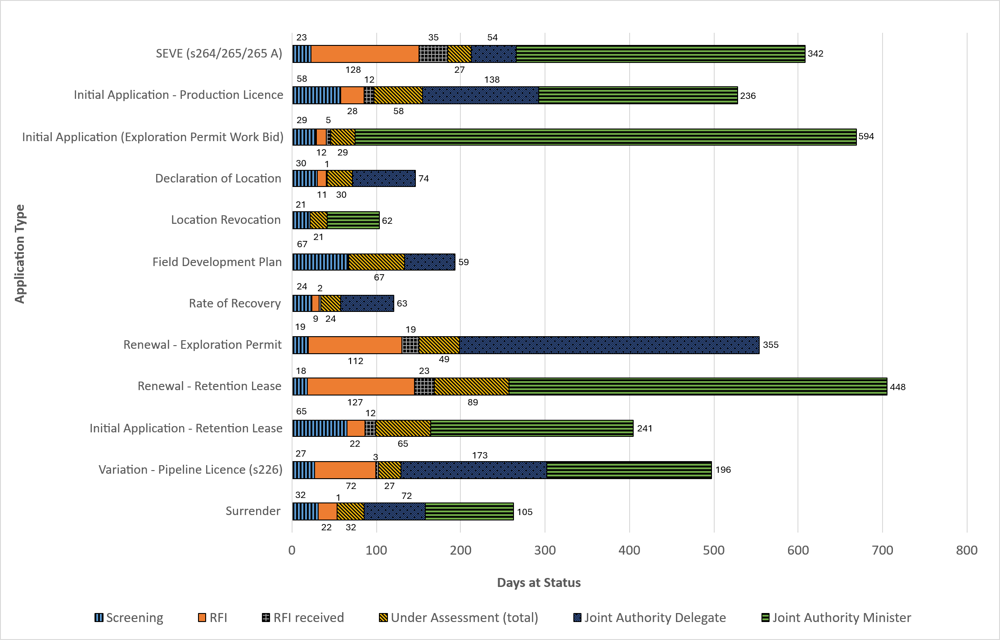 23 35 54
SEVE (s264/265/265 A) 342
128 27
58 12 138
Initial Application - Production Licence 236
28 58
29 5
Initial Application (Exploration Permit Work Bid) 594
12 29
30 1
Declaration of Location 74
11 30
21
Location Revocation 62
21
67
Field Development Plan 59
67
24 2
Rate of Recovery 63
9 24
19 19
Renewal - Exploration Permit 355
112 49
18 23
Renewal - Retention Lease 448
127 89
65 12
Initial Application - Retention Lease 241
22 65
27 3 173
Variation - Pipeline Licence (s226) 196
72 27
32 1 72
Surrender 105
22 32
Application Type
0 100 200 300 400 500 600 700 800
Days at Status
Screening RFI RFI received Under Assessment (total) Joint Authority Delegate Joint Authority Minister